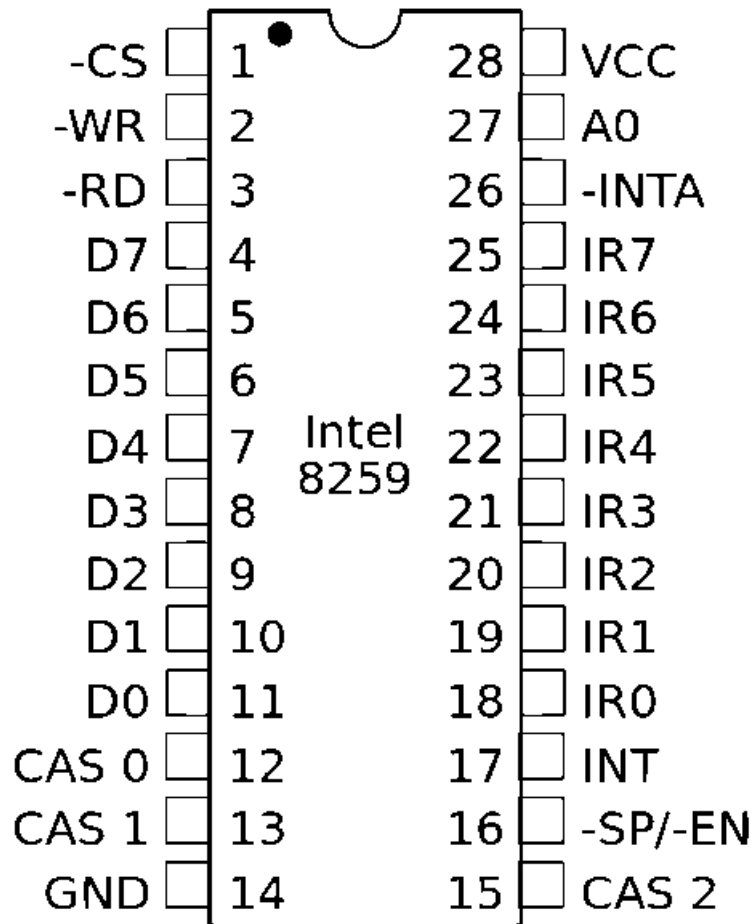 -CS 1 28 VCC
-WR 2 27 A0
-RD 3 26 -INTA
D7 4 25 IR7
D6 5 24 IR6
D5 6 23 IR5
D4 7 Intel 22 IR4
8259
D3 8 21 IR3
D2 9 20 IR2
D1 10 19 IR1
D0 11 18 IR0
CAS 0 12 17 INT
CAS 1 13 16 -SP/-EN
GND 14 15 CAS 2